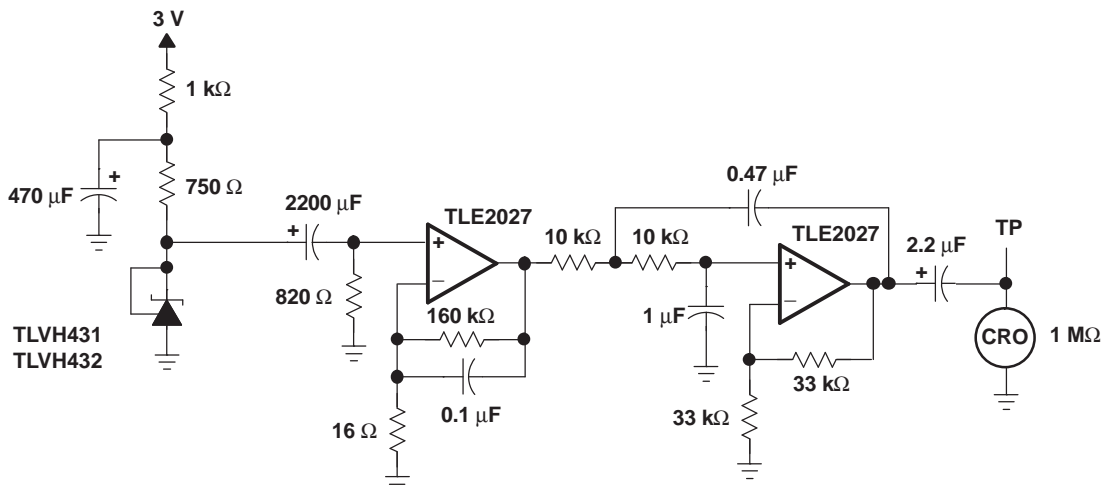 3 V
1 kΩ
470 μF
+
750 Ω
2200 μF
+
820 Ω
TLVH431
TLVH432
TLE2027
+
−
160 kΩ
0.1 μF
16 Ω
10 kΩ
10 kΩ
0.47 μF
1 μF
TLE2027
+
−
33 kΩ
33 kΩ
2.2 μF
+
TP
CRO
1 MΩ